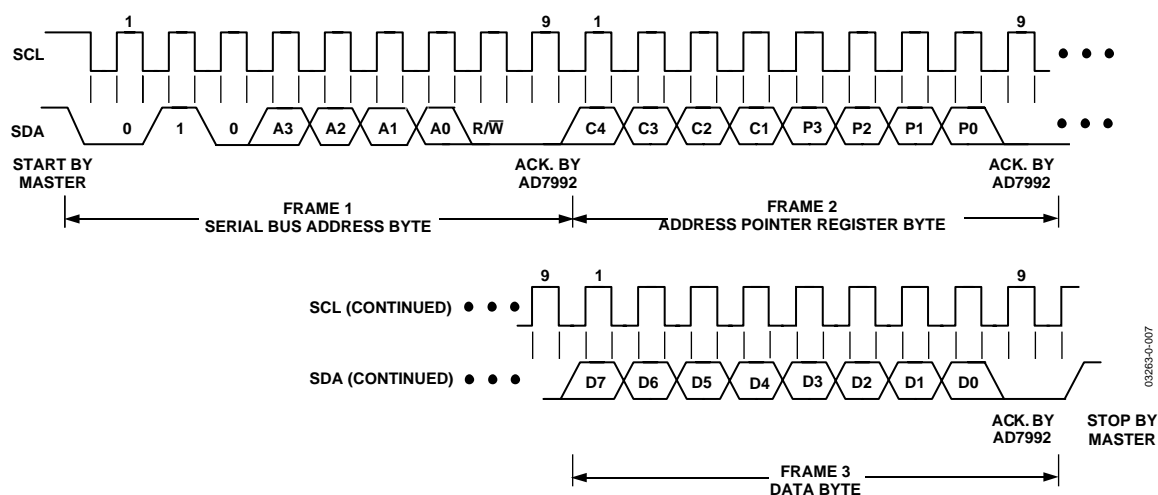 1 9 1 9
SCL
SDA 0 1 0 A3 A2 A1 A0 R/W̅ C4 C3 C2 C1 P3 P2 P1 P0
START BY MASTER
ACK. BY AD7992
ACK. BY AD7992
FRAME 1
SERIAL BUS ADDRESS BYTE
FRAME 2
ADDRESS POINTER REGISTER BYTE
9 1 9
SCL (CONTINUED)
SDA (CONTINUED) D7 D6 D5 D4 D3 D2 D1 D0
ACK. BY AD7992
STOP BY MASTER
FRAME 3
DATA BYTE
03263-0-007